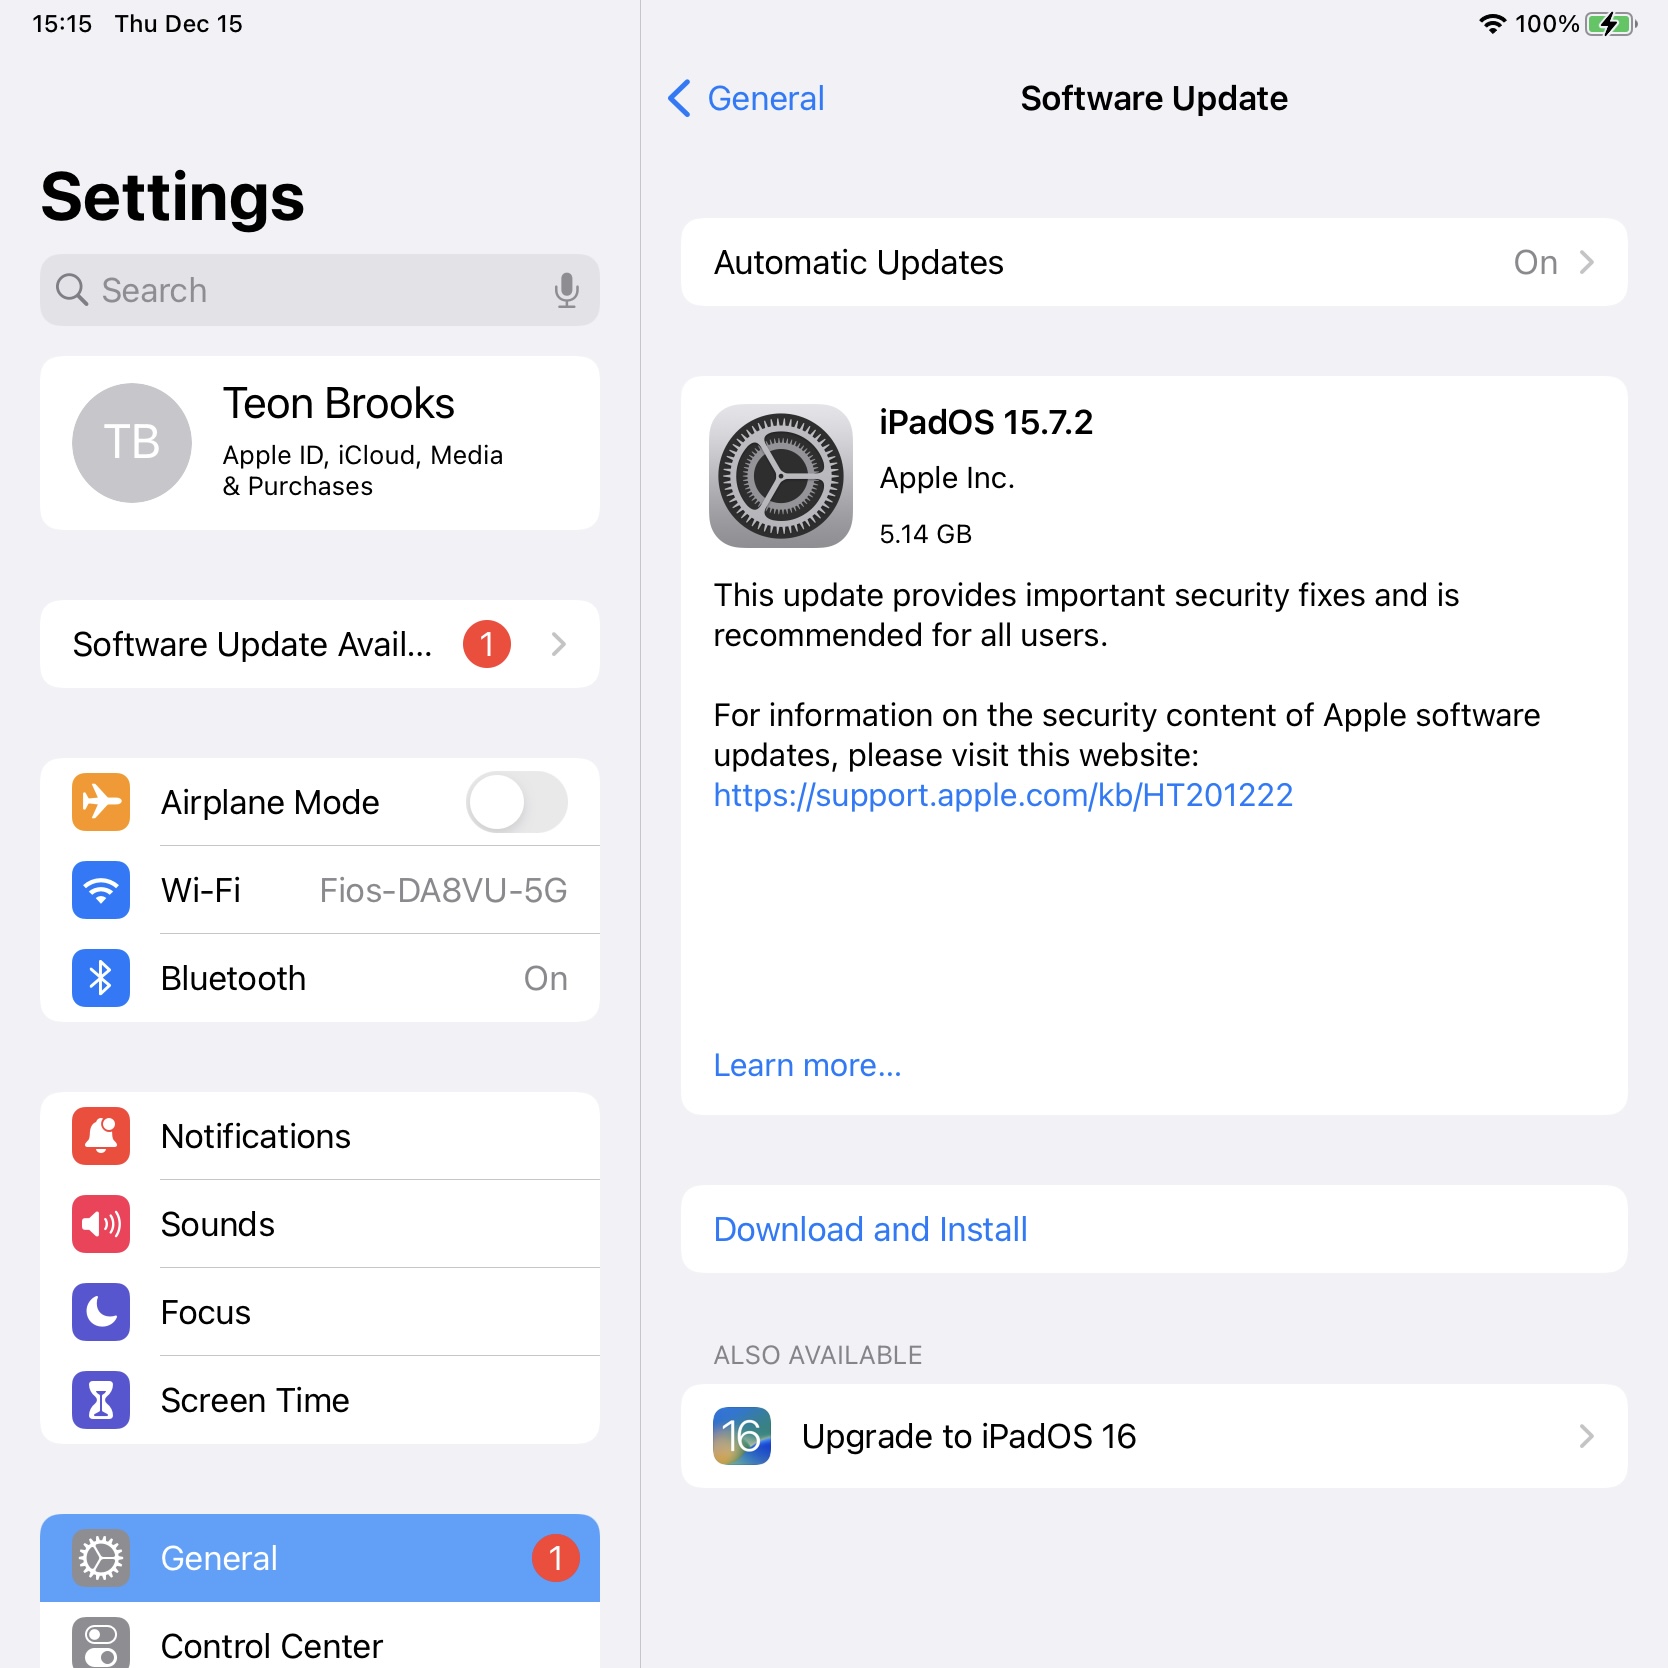 15:15 Thu Dec 15
100%
Settings
Search
TB
Teon Brooks
Apple ID, iCloud, Media
& Purchases
Software Update Avail...
1
Airplane Mode
Wi-Fi Fios-DA8VU-5G
Bluetooth On
Notifications
Sounds
Focus
Screen Time
General 1
Control Center
General
Software Update
Automatic Updates On
iPadOS 15.7.2
Apple Inc.
5.14 GB
This update provides important security fixes and is
recommended for all users.
For information on the security content of Apple software
updates, please visit this website:
https://support.apple.com/kb/HT201222
Learn more...
Download and Install
ALSO AVAILABLE
16 Upgrade to iPadOS 16